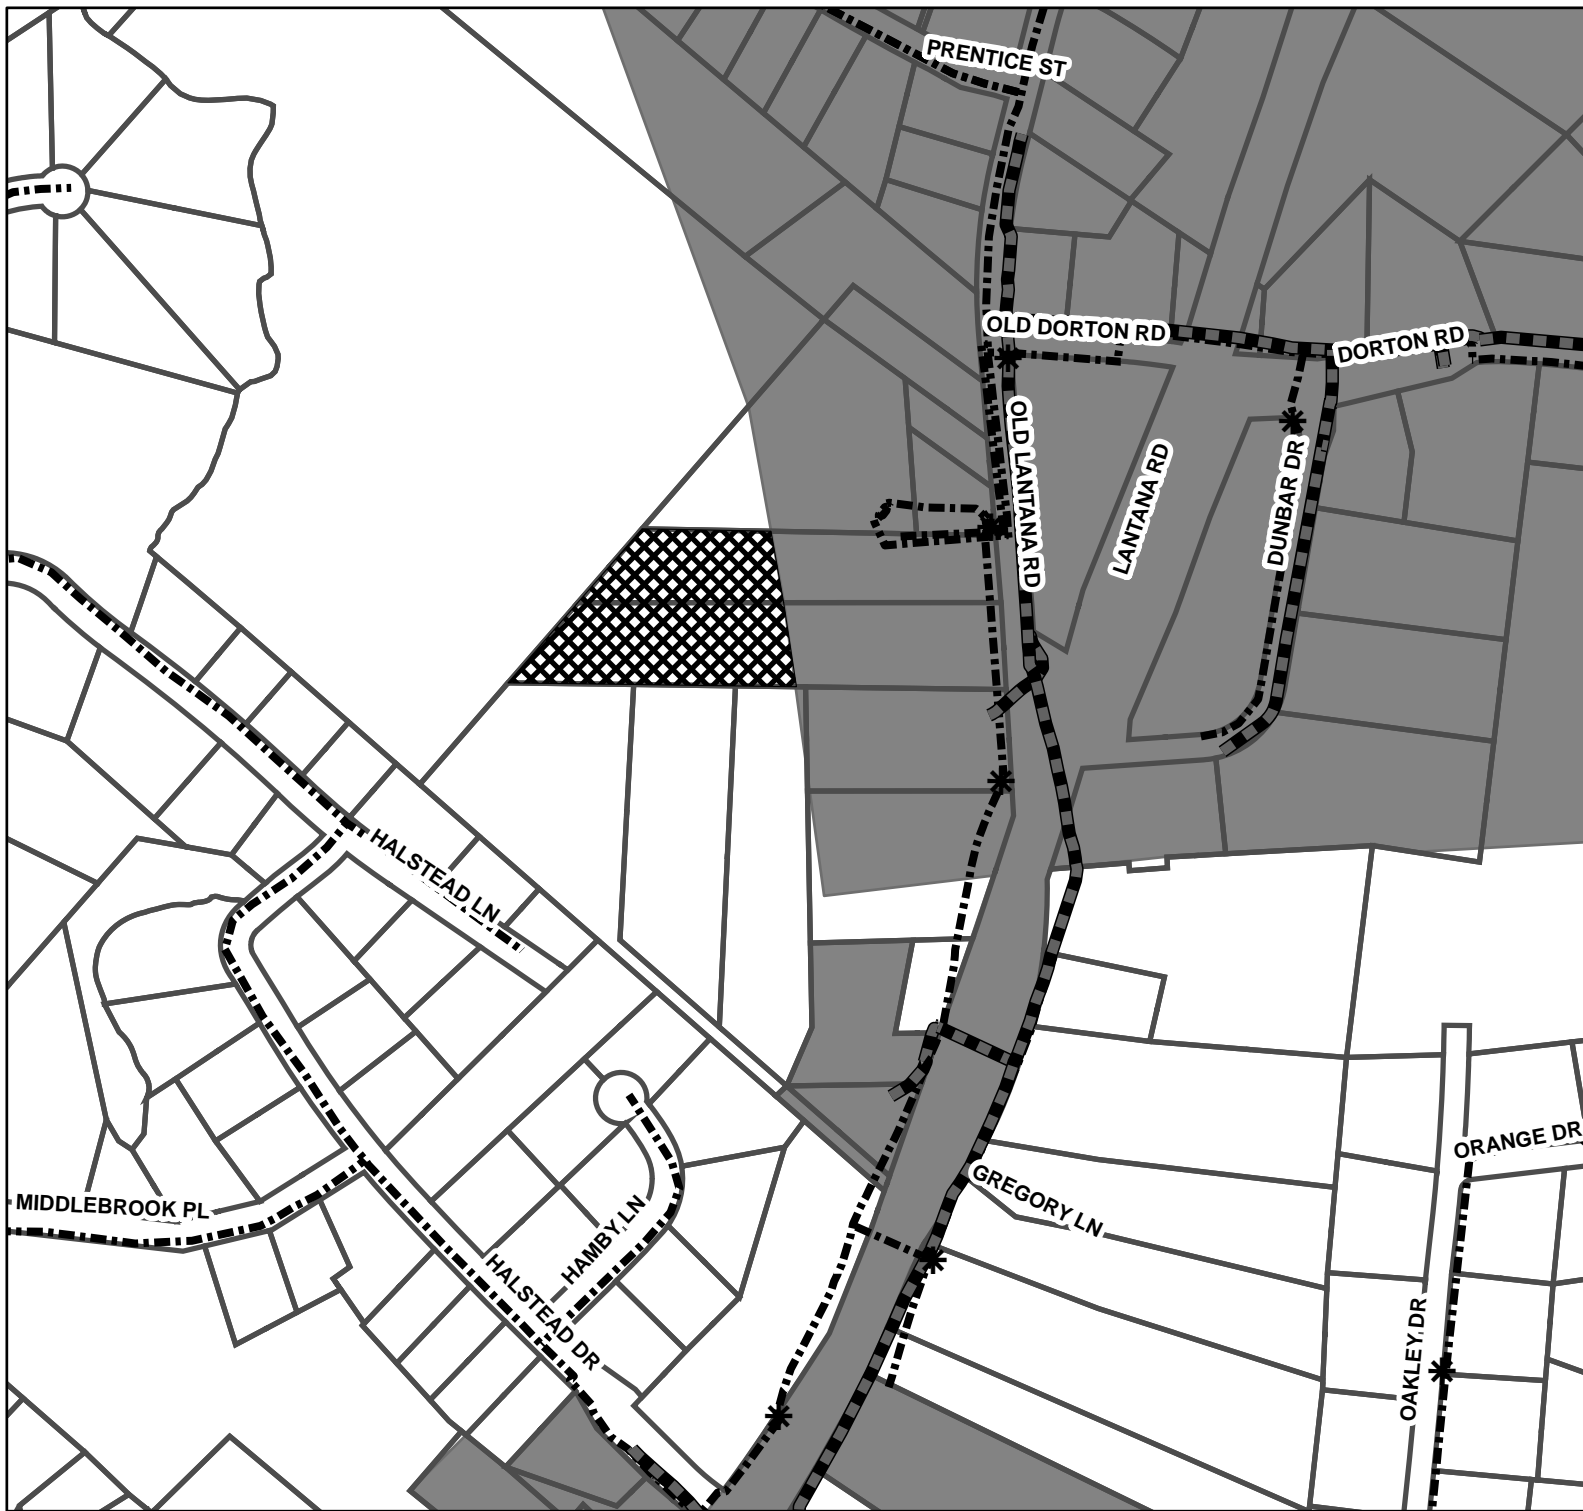 PRENTICE ST
OLD DORTON RD
DORTON RD
OLD LANTANA RD
LANTANA RD
DUNBAR DR
HALSTEAD LN
ORANGE DR
GREGORY LN
MIDDLEBROOK PL
HAMBY LN
HALSTEAD DR
OAKLEY DR